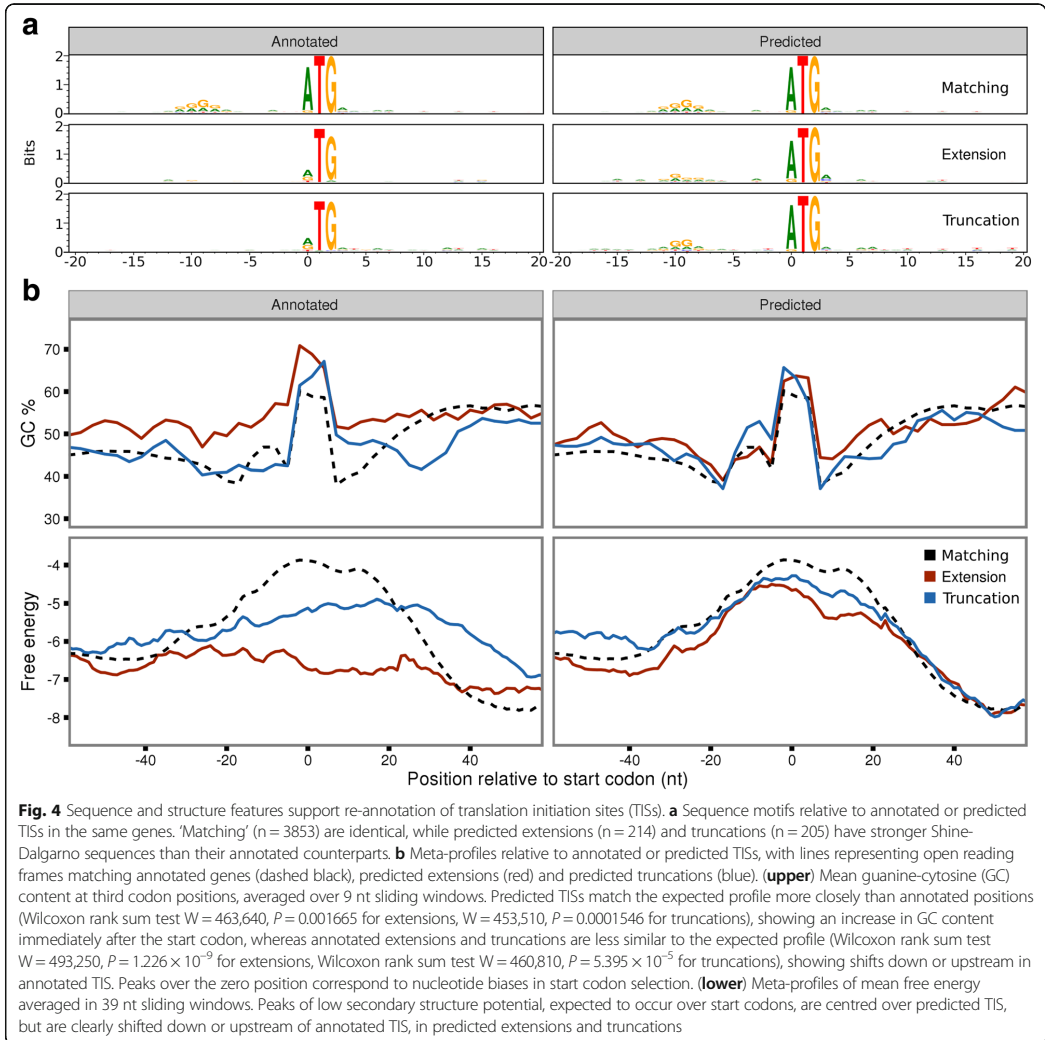 a
Annotated
Predicted
2
1
0
Matching
Bits
2
1
0
Extension
2
1
0
Truncation
-20 -15 -10 -5 0 5 10 15 20
-20 -15 -10 -5 0 5 10 15 20
b
Annotated
Predicted
GC %
70
60
50
40
30
Free energy
-4
-5
-6
-7
-8
Matching
Extension
Truncation
-40 -20 0 20 40
-40 -20 0 20 40
Position relative to start codon (nt)
Fig. 4 Sequence and structure features support re-annotation of translation initiation sites (TISs). a Sequence motifs relative to annotated or predicted
TISs in the same genes. 'Matching' (n = 3853) are identical, while predicted extensions (n = 214) and truncations (n = 205) have stronger Shine-
Dalgarno sequences than their annotated counterparts. b Meta-profiles relative to annotated or predicted TISs, with lines representing open reading
frames matching annotated genes (dashed black), predicted extensions (red) and predicted truncations (blue). (upper) Mean guanine-cytosine (GC)
content at third codon positions, averaged over 9 nt sliding windows. Predicted TISs match the expected profile more closely than annotated positions
(Wilcoxon rank sum test W = 463,640, P = 0.001665 for extensions, W = 453,510, P = 0.0001546 for truncations), showing an increase in GC content
immediately after the start codon, whereas annotated extensions and truncations are less similar to the expected profile (Wilcoxon rank sum test
W = 493,250, P = 1.226 × 10⁻⁹ for extensions, Wilcoxon rank sum test W = 460,810, P = 5.395 × 10⁻⁵ for truncations), showing shifts down or upstream in
annotated TIS. Peaks over the zero position correspond to nucleotide biases in start codon selection. (lower) Meta-profiles of mean free energy
averaged in 39 nt sliding windows. Peaks of low secondary structure potential, expected to occur over start codons, are centred over predicted TIS,
but are clearly shifted down or upstream of annotated TIS, in predicted extensions and truncations